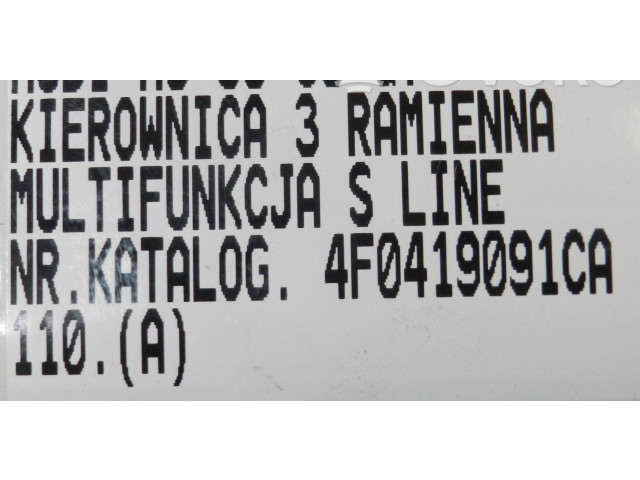 KIEROWNICA 3 RAMIENNA
MULTIFUNKCJA S LINE
NR.KATALOG. 4F0419091CA
110.(A)